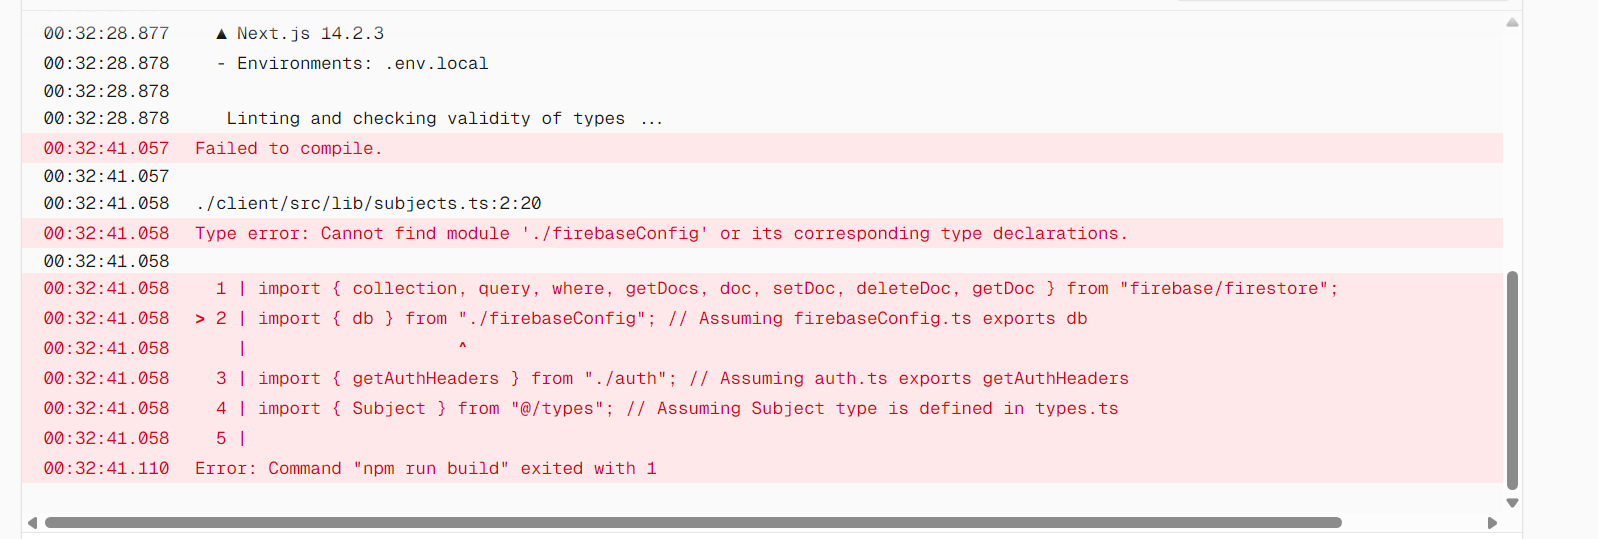 00:32:28.877 ▲ Next.js 14.2.3
00:32:28.878 - Environments: .env.local
00:32:28.878
00:32:28.878 Linting and checking validity of types ...
00:32:41.057 Failed to compile.
00:32:41.057
00:32:41.058 ./client/src/lib/subjects.ts:2:20
00:32:41.058 Type error: Cannot find module './firebaseConfig' or its corresponding type declarations.
00:32:41.058
00:32:41.058 1 | import { collection, query, where, getDocs, doc, setDoc, deleteDoc, getDoc } from "firebase/firestore";
00:32:41.058 > 2 | import { db } from "./firebaseConfig"; // Assuming firebaseConfig.ts exports db
00:32:41.058 | ^
00:32:41.058 3 | import { getAuthHeaders } from "./auth"; // Assuming auth.ts exports getAuthHeaders
00:32:41.058 4 | import { Subject } from "@/types"; // Assuming Subject type is defined in types.ts
00:32:41.058 5 |
00:32:41.110 Error: Command "npm run build" exited with 1